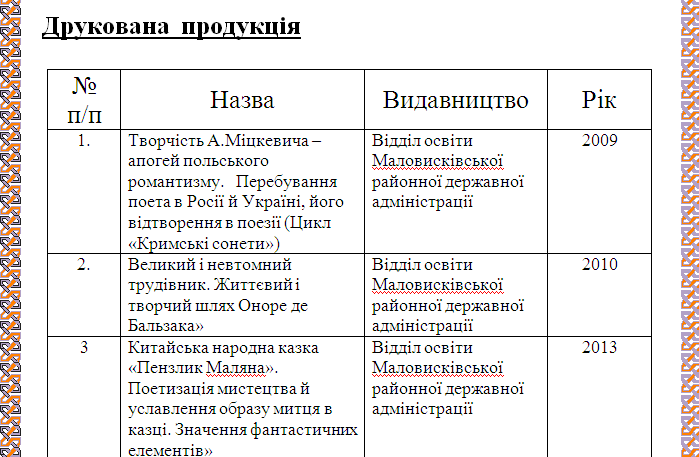 Друкована продукція
№ п/п Назва Видавництво Рік
1. Творчість А.Міцкевича – Відділ освіти 2009
апогей польського Маловисківської
романтизму. Перебування районної державної
поета в Росії й Україні, його адміністрації
відтворення в поезії (Цикл
«Кримські сонети»)
2. Великий і невтомний Відділ освіти 2010
трудівник. Життєвий і Маловисківської
творчий шлях Оноре де районної державної
Бальзака» адміністрації
3 Китайська народна казка Відділ освіти 2013
«Пензлик Маляна». Маловисківської
Поетизація мистецтва й районної державної
уславлення образу митця в адміністрації
казці. Значення фантастичних
елементів»